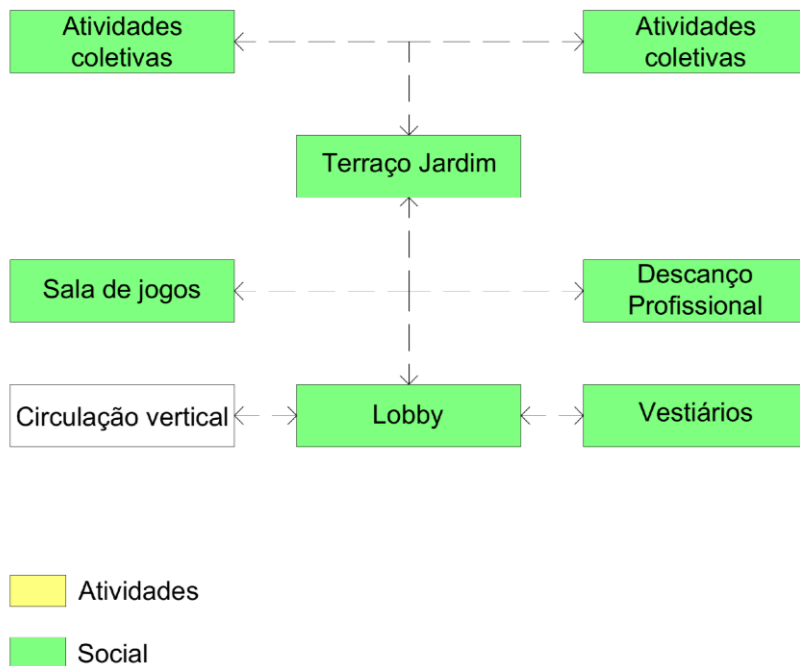 Atividades
coletivas
Atividades
coletivas
Terraço Jardim
Sala de jogos
Descanço
Profissional
Circulação vertical
Lobby
Vestiários
Atividades
Social